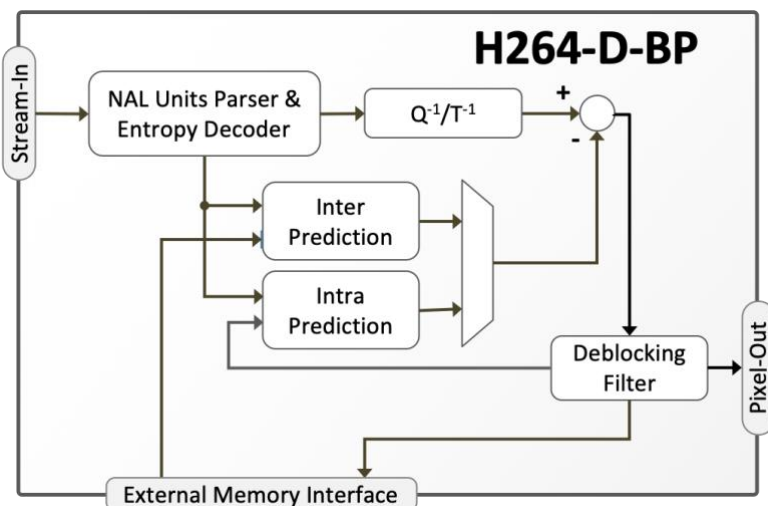 H264-D-BP
Stream-In
NAL Units Parser &
Entropy Decoder
Q⁻¹/T⁻¹
+
-
Inter
Prediction
Intra
Prediction
Deblocking
Filter
Pixel-Out
External Memory Interface